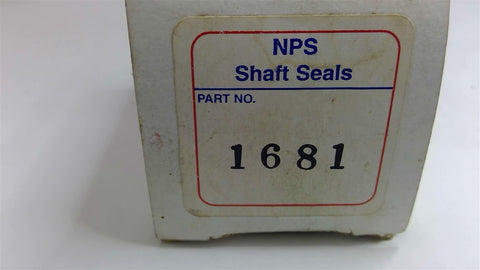 NPS
Shaft Seals
PART NO.
1681